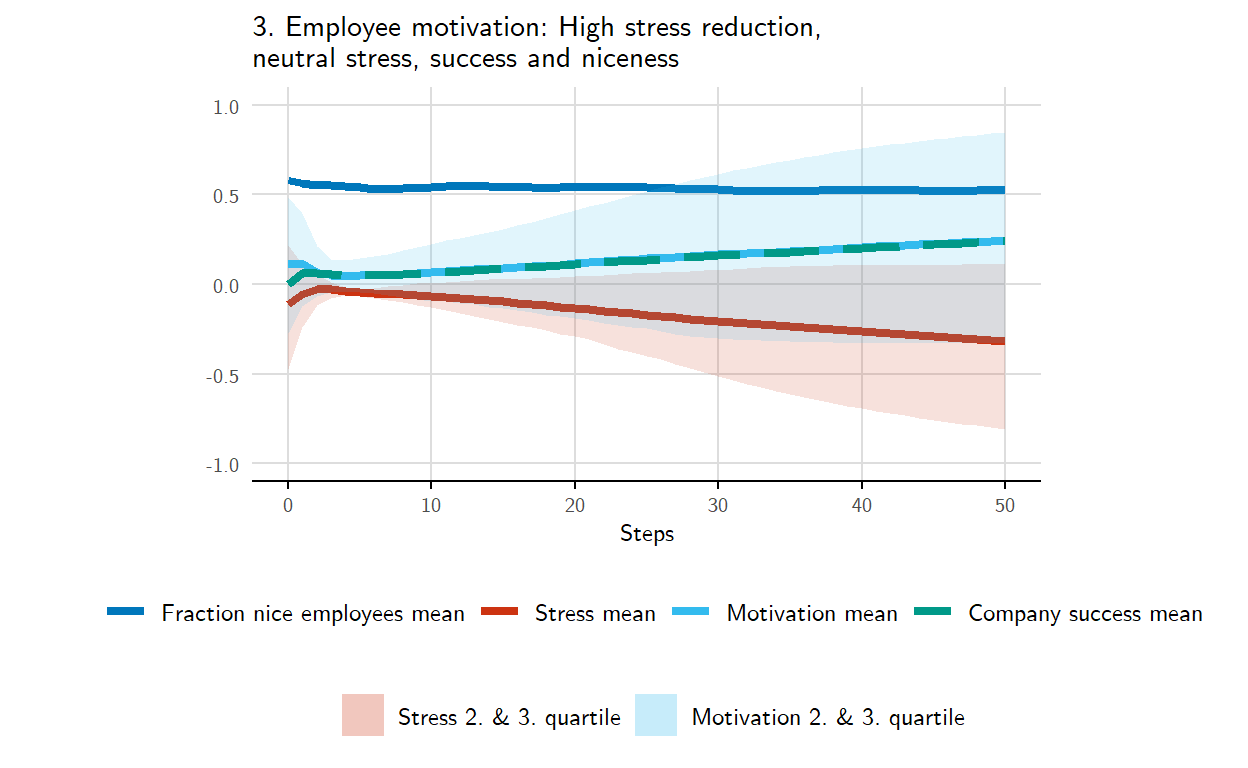 3. Employee motivation: High stress reduction,
neutral stress, success and niceness
1.0
0.5
0.0
-0.5
-1.0
0 10 20 30 40 50
Steps
Fraction nice employees mean Stress mean Motivation mean Company success mean
Stress 2. & 3. quartile Motivation 2. & 3. quartile